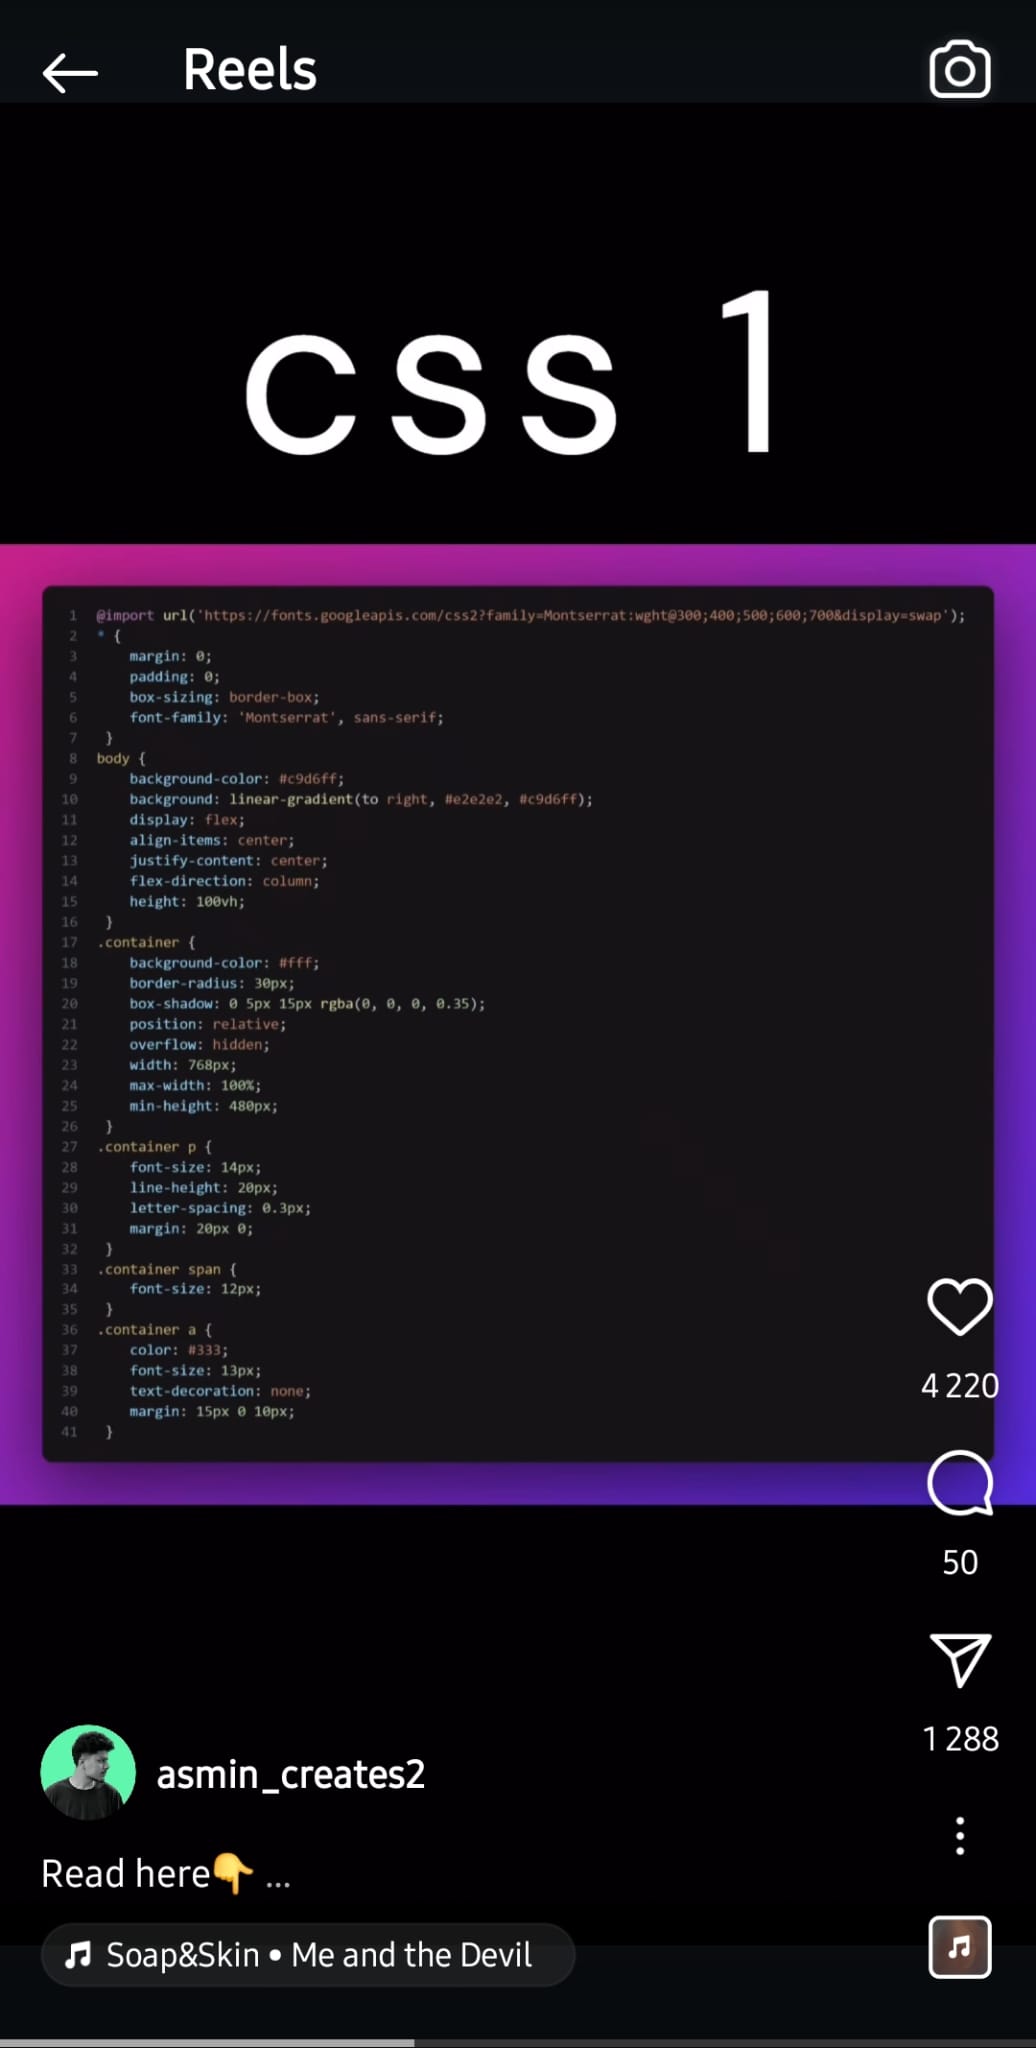 Reels
css 1
1 @import url('https://fonts.googleapis.com/css2?family=Montserrat:wght@300;400;500;600;700&display=swap');
2 * {
3 margin: 0;
4 padding: 0;
5 box-sizing: border-box;
6 font-family: 'Montserrat', sans-serif;
7 }
8 body {
9 background-color: #c9d6ff;
10 background: linear-gradient(to right, #e2e2e2, #c9d6ff);
11 display: flex;
12 align-items: center;
13 justify-content: center;
14 flex-direction: column;
15 height: 100vh;
16 }
17 .container {
18 background-color: #fff;
19 border-radius: 30px;
20 box-shadow: 0 5px 15px rgba(0, 0, 0, 0.35);
21 position: relative;
22 overflow: hidden;
23 width: 768px;
24 max-width: 100%;
25 min-height: 480px;
26 }
27 .container p {
28 font-size: 14px;
29 line-height: 20px;
30 letter-spacing: 0.3px;
31 margin: 20px 0;
32 }
33 .container span {
34 font-size: 12px;
35 }
36 .container a {
37 color: #333;
38 font-size: 13px;
39 text-decoration: none;
40 margin: 15px 0 10px;
41 }
4 220
50
1 288
asmin_creates2
Read here👇 ...
Soap&Skin • Me and the Devil